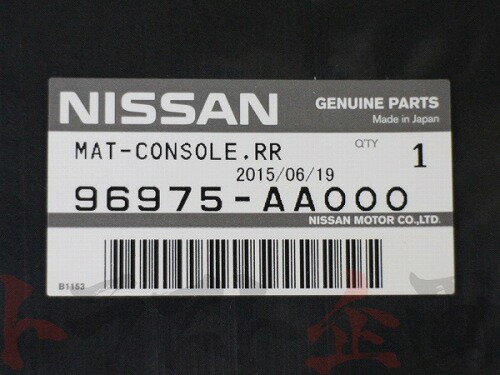 NISSAN
GENUINE PARTS
Made in Japan
MAT-CONSOLE.RR
Q'TY
1
2015/06/19
96975-AA000
NISSAN MOTOR CO.,LTD.
B1153